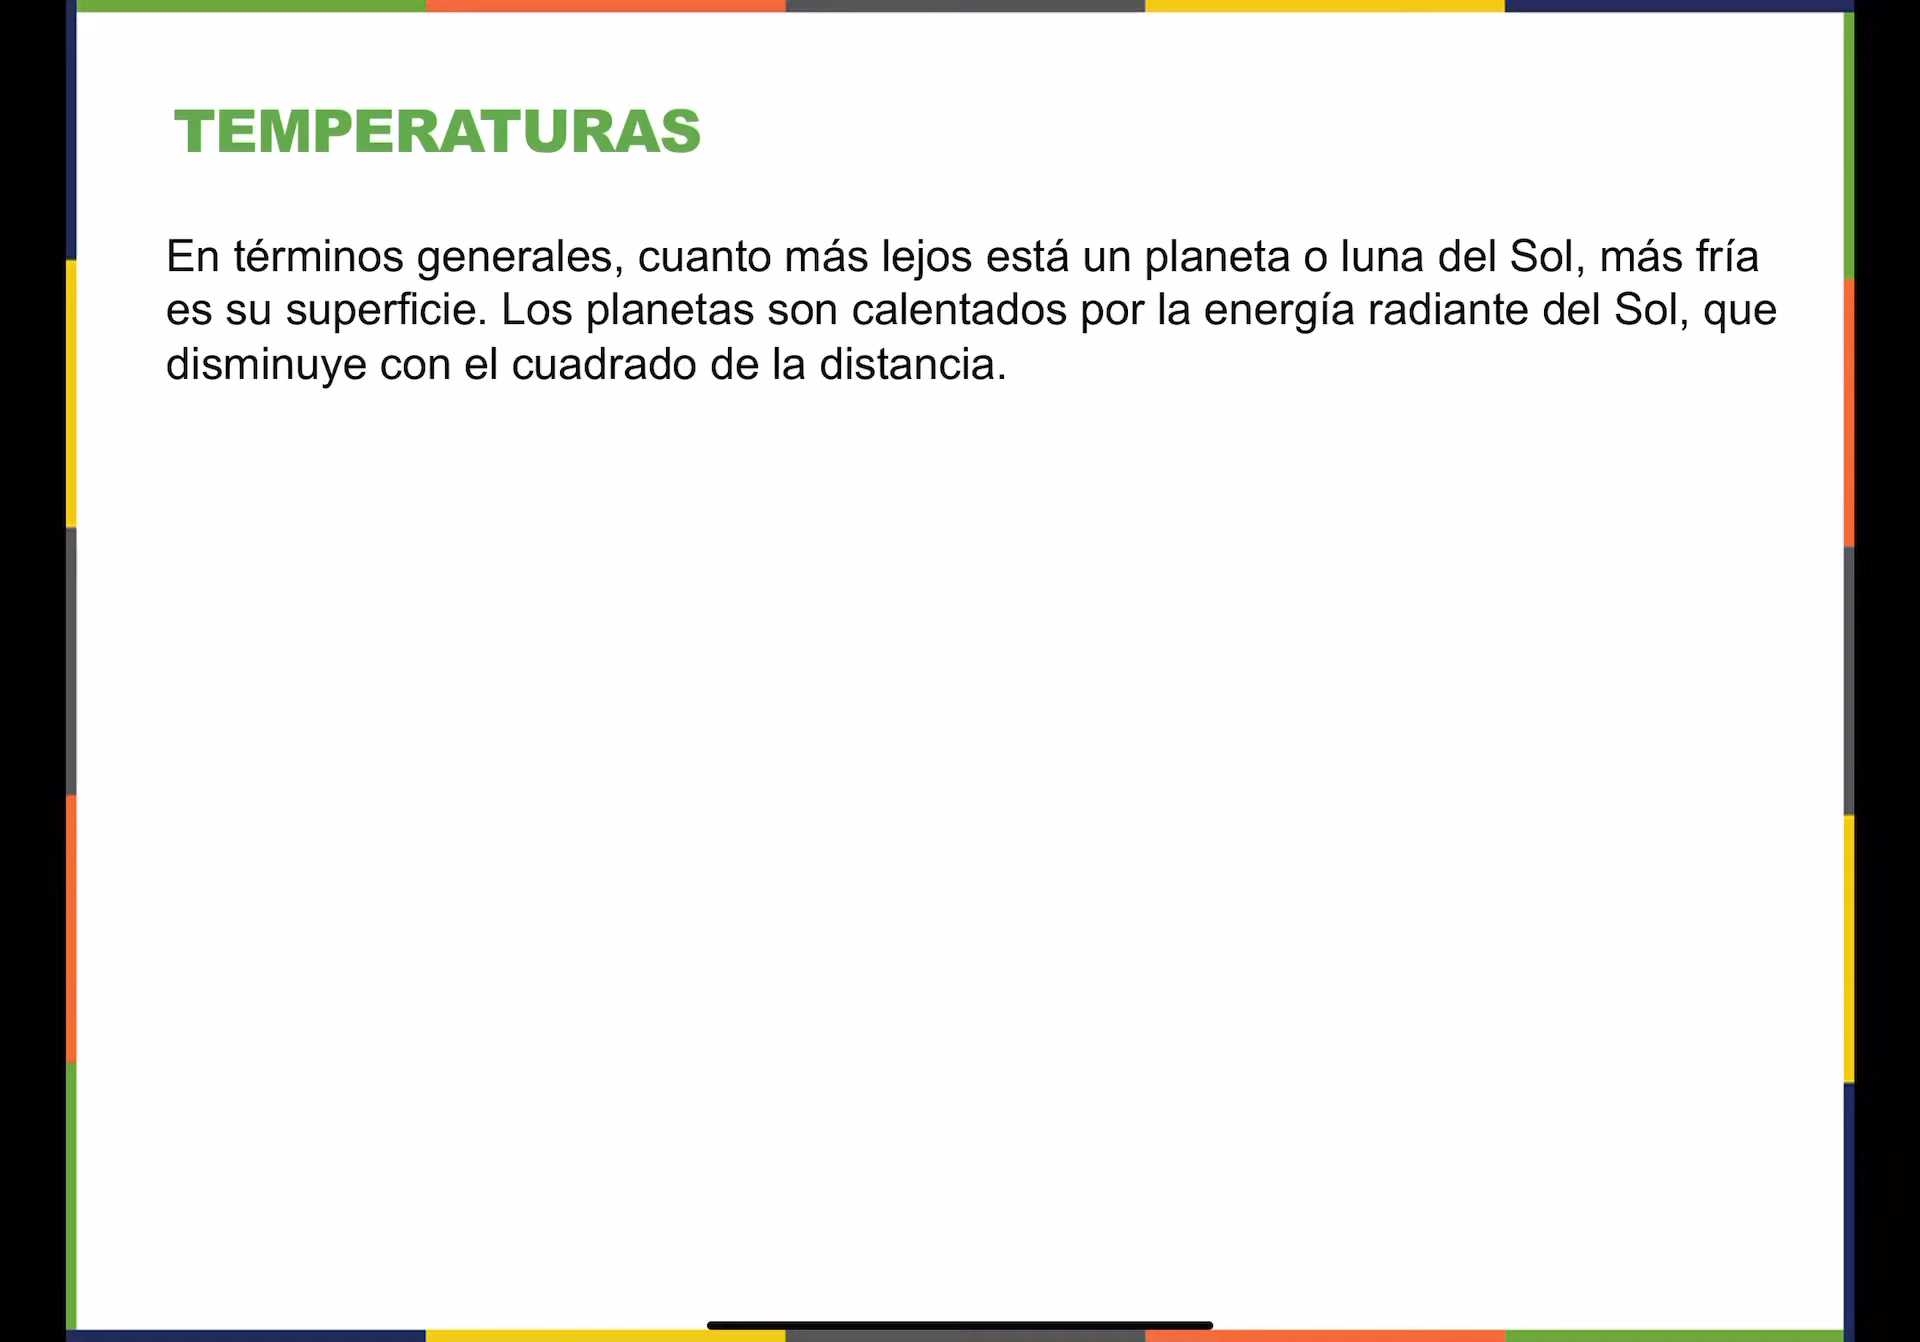 TEMPERATURAS
En términos generales, cuanto más lejos está un planeta o luna del Sol, más fría
es su superficie. Los planetas son calentados por la energía radiante del Sol, que
disminuye con el cuadrado de la distancia.